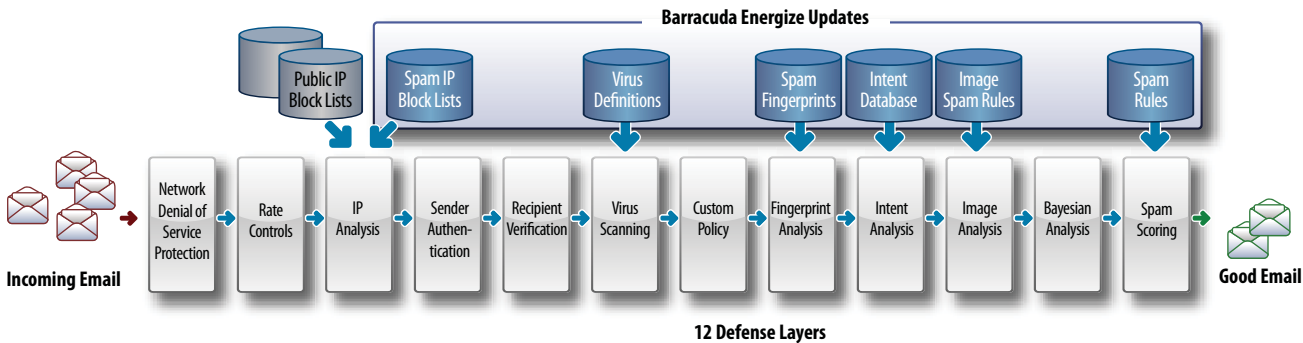 Barracuda Energize Updates
Public IP
Block Lists
Spam IP
Block Lists
Virus
Definitions
Spam
Fingerprints
Intent
Database
Image
Spam Rules
Spam
Rules
Incoming Email
Network
Denial of
Service
Protection
Rate
Controls
IP
Analysis
Sender
Authen-
tication
Recipient
Verification
Virus
Scanning
Custom
Policy
Fingerprint
Analysis
Intent
Analysis
Image
Analysis
Bayesian
Analysis
Spam
Scoring
Good Email
12 Defense Layers